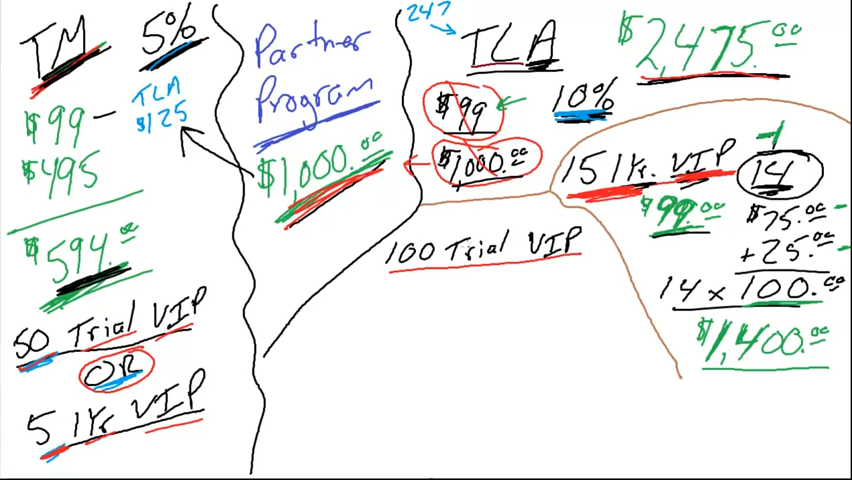 TM 5%
TLA
$125
$99 –
$495
$594.00
50 Trial VIP
OR
5 1Yr VIP
Partner
Program
$1,000.00
247
TLA
$99
10%
$1,000.00
$2,475.00
100 Trial VIP
15 1Yr. VIP
-1
14
$99.00
$75.00 -
+ 25.00 -
14 x 100.00
$1,400.00